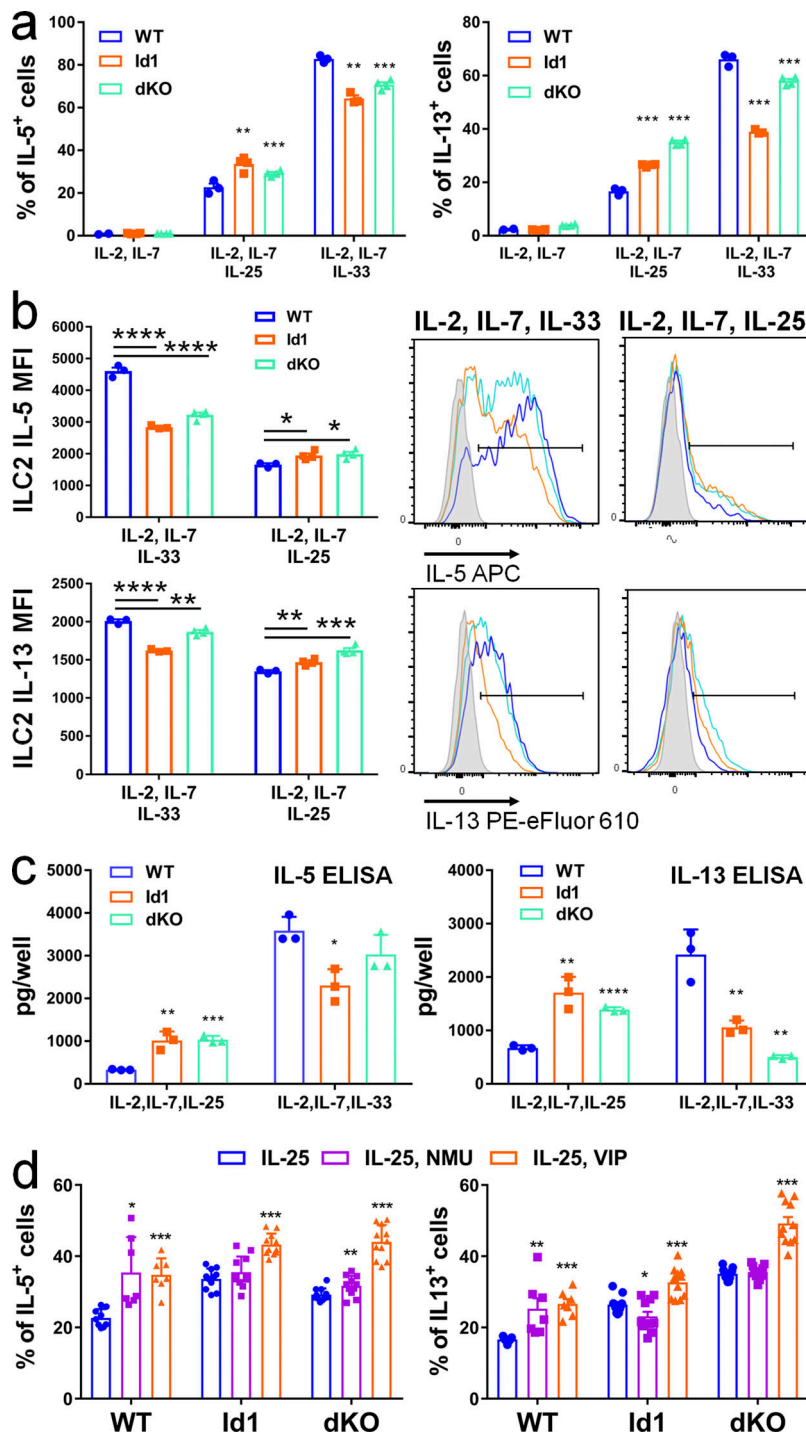 a
% of IL-5+ cells
100
80
60
40
20
0
WT
Id1
dKO
** *** ** ***
IL-2, IL-7
IL-2, IL-7
IL-25
IL-2, IL-7
IL-33
% of IL-13+ cells
80
60
40
20
0
WT
Id1
dKO
*** *** *** ***
IL-2, IL-7
IL-2, IL-7
IL-25
IL-2, IL-7
IL-33
b
ILC2 IL-5 MFI
6000
5000
4000
3000
2000
1000
0
WT
Id1
dKO
**** **** * *
IL-2, IL-7
IL-33
IL-2, IL-7
IL-25
IL-2, IL-7, IL-33
IL-2, IL-7, IL-25
0
0
0
IL-5 APC
ILC2 IL-13 MFI
2500
2000
1500
1000
500
0
**** ** ** ***
IL-2, IL-7
IL-33
IL-2, IL-7
IL-25
0
0
0
0
IL-13 PE-eFluor 610
c
pg/well
5000
4000
3000
2000
1000
0
WT
Id1
dKO
IL-5 ELISA
** *** *
IL-2,IL-7,IL-25
IL-2,IL-7,IL-33
pg/well
4000
3000
2000
1000
0
WT
Id1
dKO
IL-13 ELISA
** **** ** **
IL-2,IL-7,IL-25
IL-2,IL-7,IL-33
d
IL-25
IL-25, NMU
IL-25, VIP
% of IL-5+ cells
60
40
20
0
* *** *** ** ***
WT
Id1
dKO
% of IL13+ cells
60
40
20
0
** *** * *** ***
WT
Id1
dKO